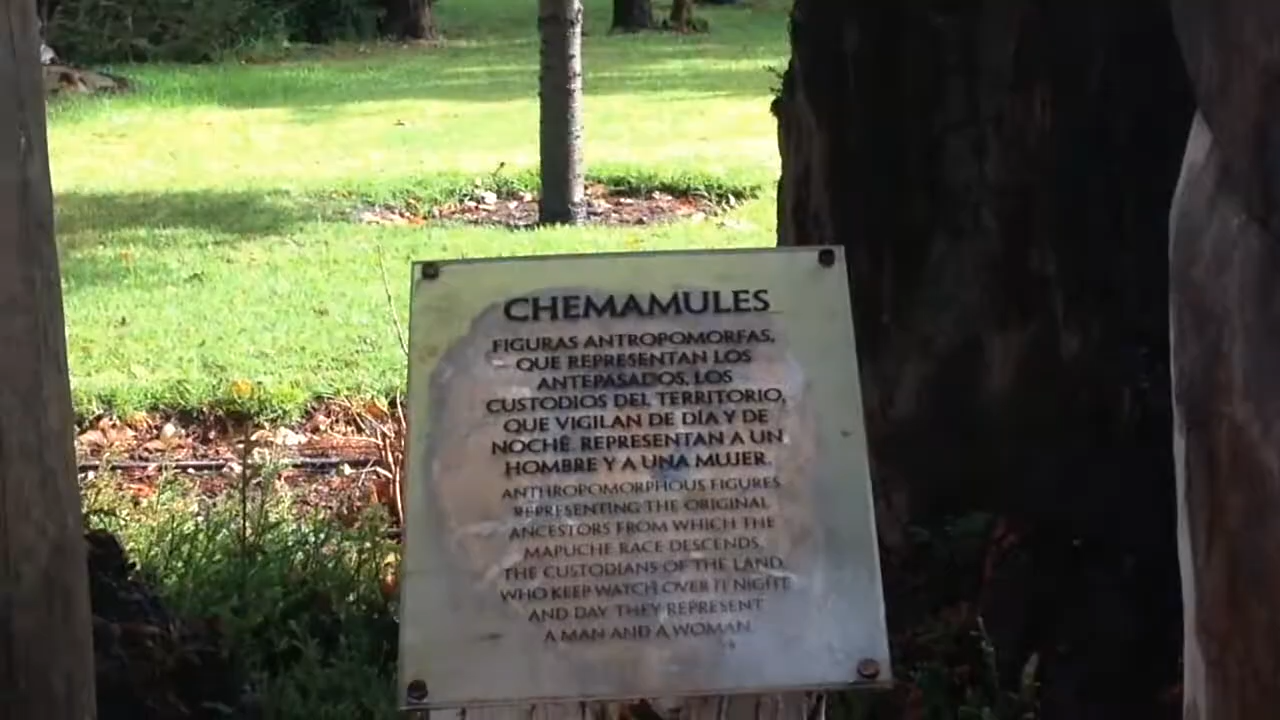 CHEMAMULES
FIGURAS ANTROPOMORFAS,
QUE REPRESENTAN LOS
ANTEPASADOS, LOS
CUSTODIOS DEL TERRITORIO,
QUE VIGILAN DE DÍA Y DE
NOCHE. REPRESENTAN A UN
HOMBRE Y A UNA MUJER.
ANTHROPOMORPHOUS FIGURES
REPRESENTING THE ORIGINAL
ANCESTORS FROM WHICH THE
MAPUCHE RACE DESCENDS,
THE CUSTODIANS OF THE LAND
WHO KEEP WATCH OVER IT NIGHT
AND DAY. THEY REPRESENT
A MAN AND A WOMAN.